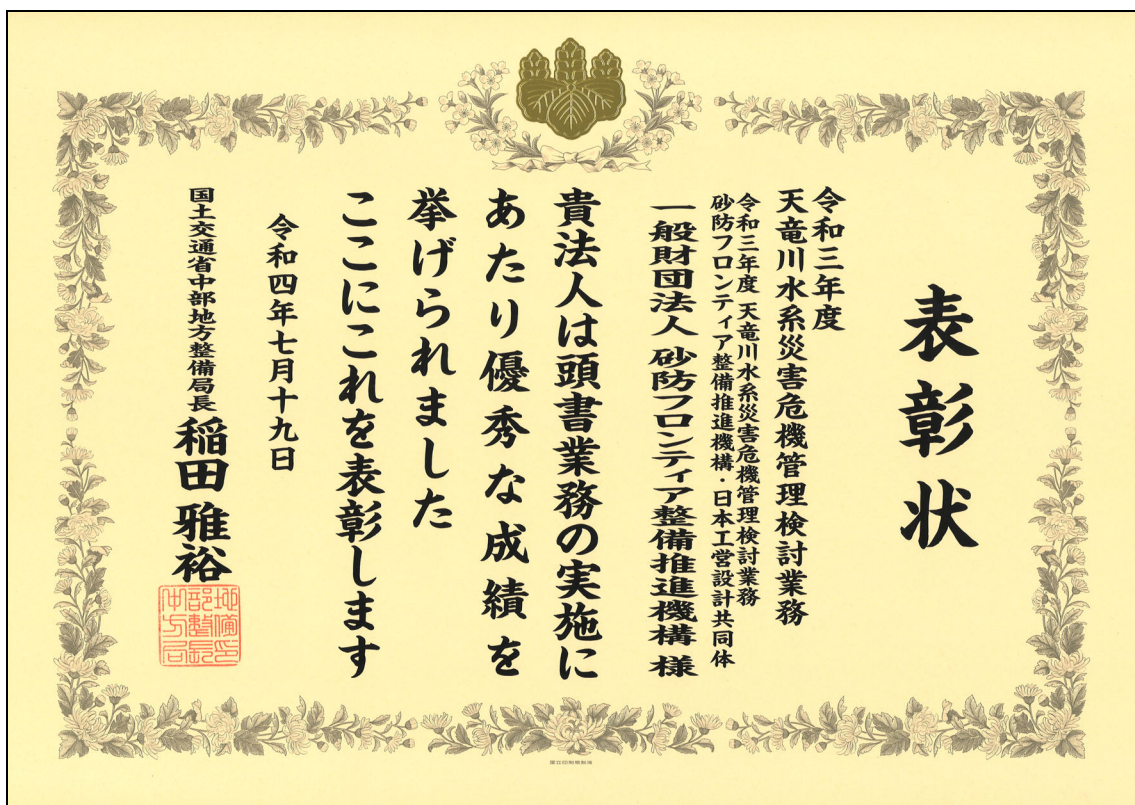 表彰状
令和三年度
天竜川水系災害危機管理検討業務
令和三年度 天竜川水系災害危機管理検討業務
砂防フロンティア整備推進機構・日本工営設計共同体
一般財団法人 砂防フロンティア整備推進機構 様
貴法人は頭書業務の実施に
あたり優秀な成績を
挙げられました
ここにこれを表彰します
令和四年七月十九日
国土交通省中部地方整備局長 稲田雅裕